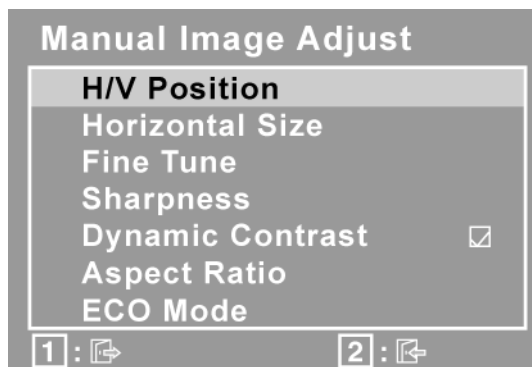 Manual Image Adjust
H/V Position
Horizontal Size
Fine Tune
Sharpness
Dynamic Contrast
Aspect Ratio
ECO Mode
1 : 2 :